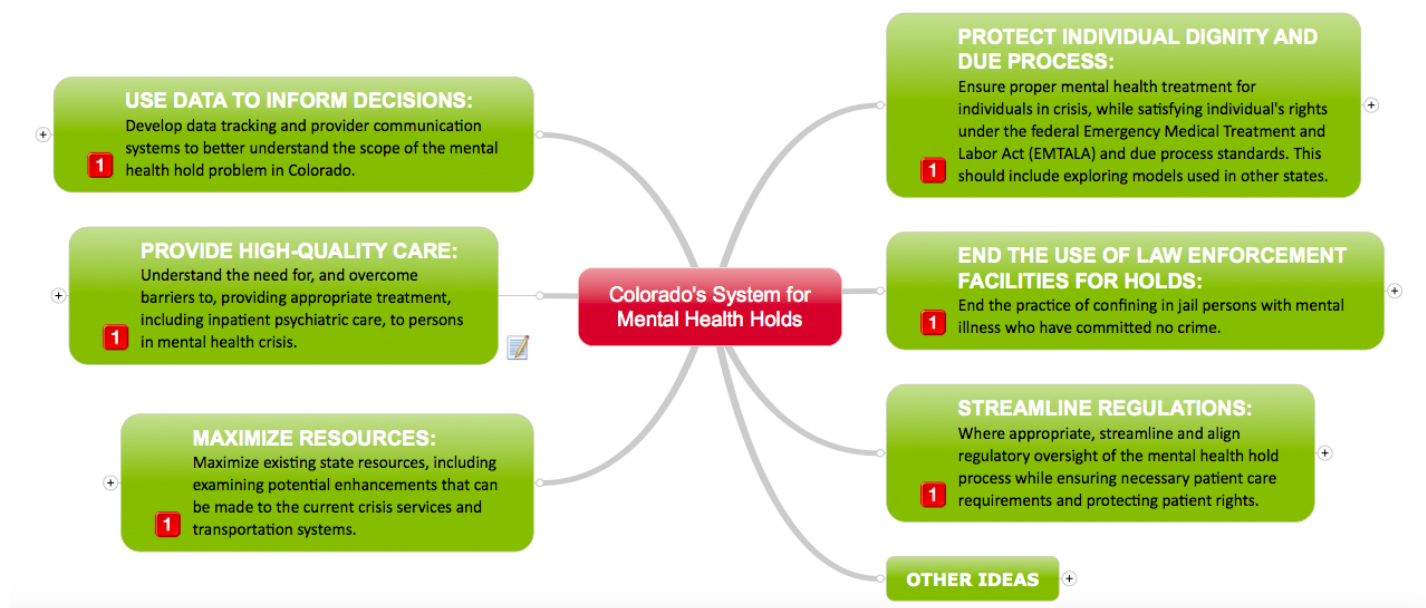 USE DATA TO INFORM DECISIONS:
Develop data tracking and provider communication
systems to better understand the scope of the mental
health hold problem in Colorado.
1
PROVIDE HIGH-QUALITY CARE:
Understand the need for, and overcome
barriers to, providing appropriate treatment,
including inpatient psychiatric care, to persons
in mental health crisis.
1
MAXIMIZE RESOURCES:
Maximize existing state resources, including
examining potential enhancements that can
be made to the current crisis services and
transportation systems.
1
Colorado's System for
Mental Health Holds
PROTECT INDIVIDUAL DIGNITY AND
DUE PROCESS:
Ensure proper mental health treatment for
individuals in crisis, while satisfying individual's rights
under the federal Emergency Medical Treatment and
Labor Act (EMTALA) and due process standards. This
should include exploring models used in other states.
1
END THE USE OF LAW ENFORCEMENT
FACILITIES FOR HOLDS:
End the practice of confining in jail persons with mental
illness who have committed no crime.
1
STREAMLINE REGULATIONS:
Where appropriate, streamline and align
regulatory oversight of the mental health hold
process while ensuring necessary patient care
requirements and protecting patient rights.
1
OTHER IDEAS